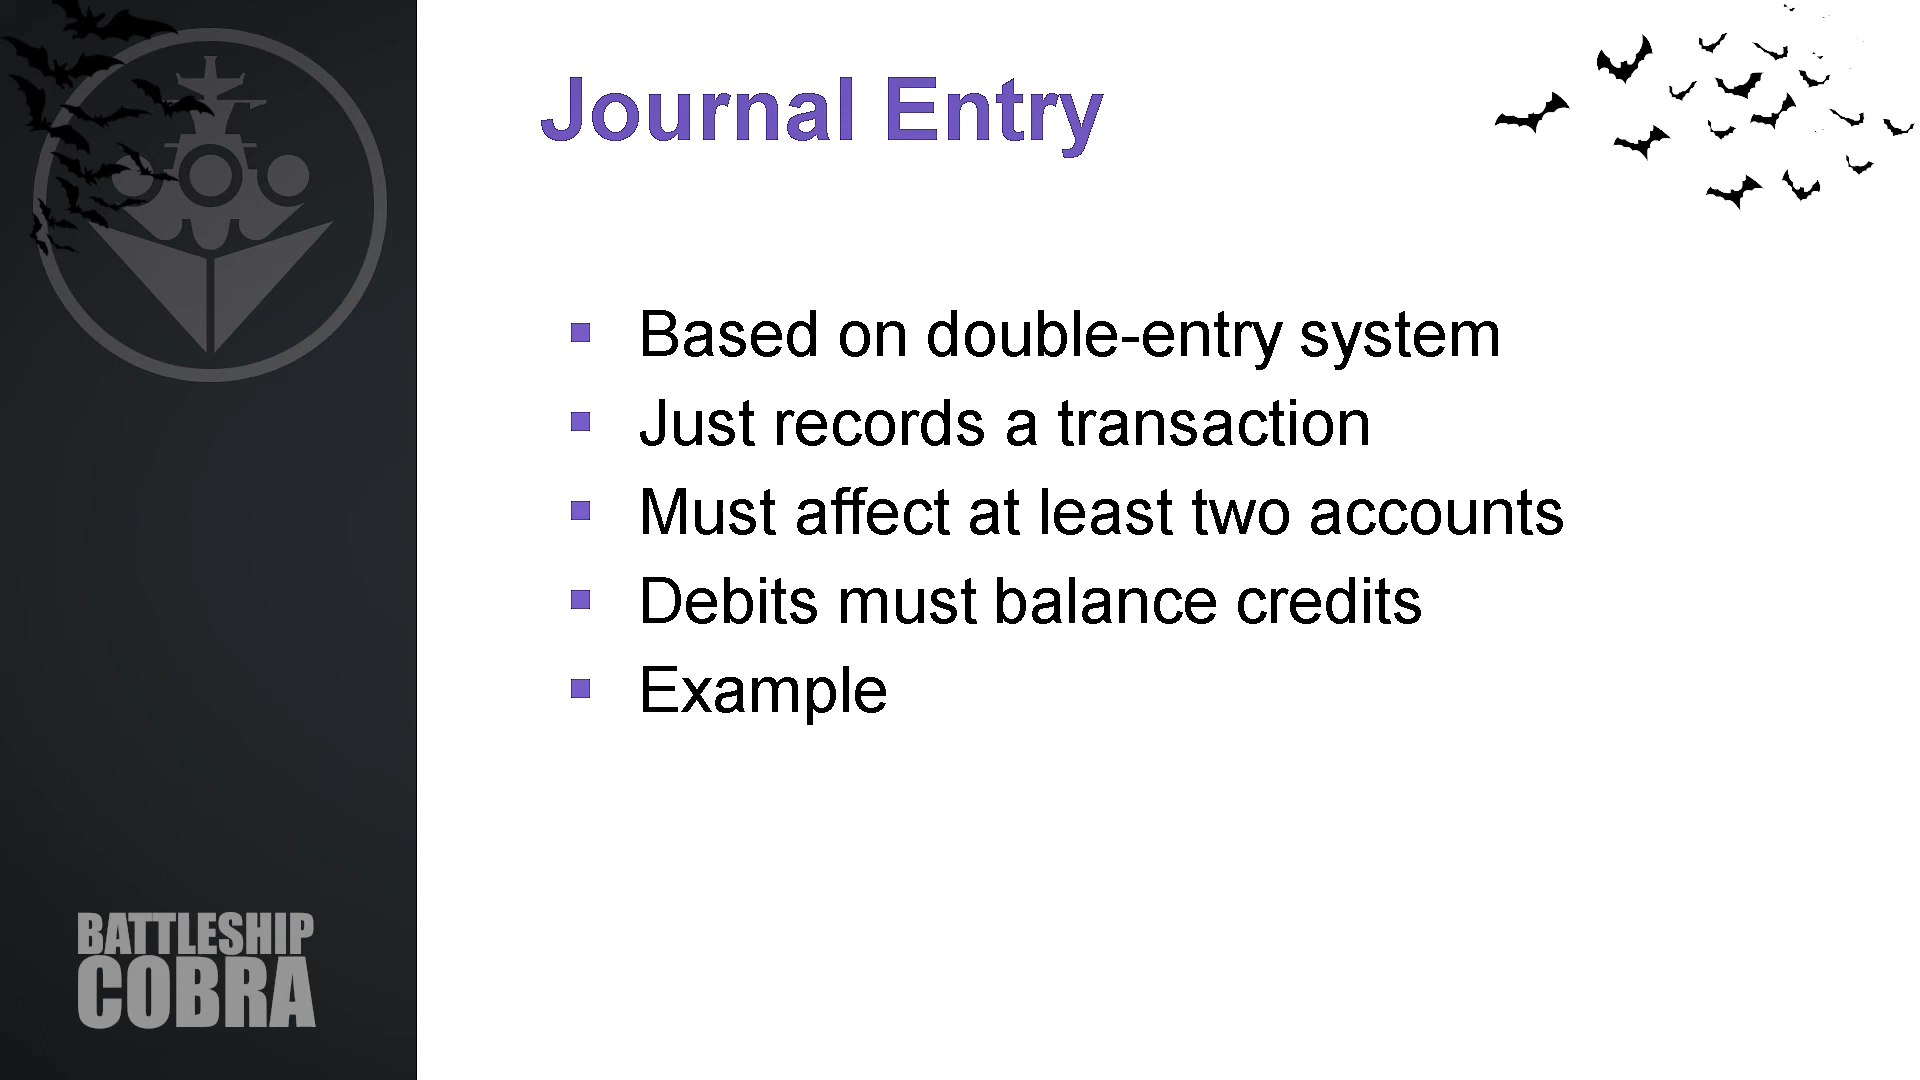 Journal Entry
Based on double-entry system
Just records a transaction
Must affect at least two accounts
Debits must balance credits
Example
BATTLESHIP
COBRA